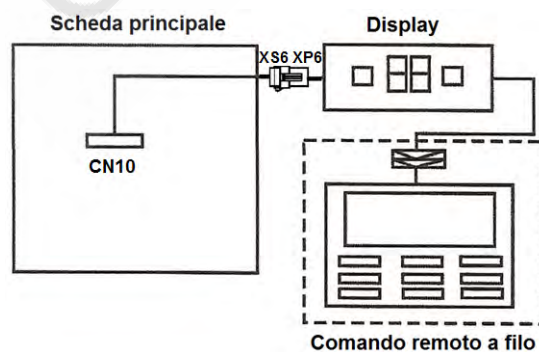 Scheda principale
Display
XS6 XP6
CN10
Comando remoto a filo